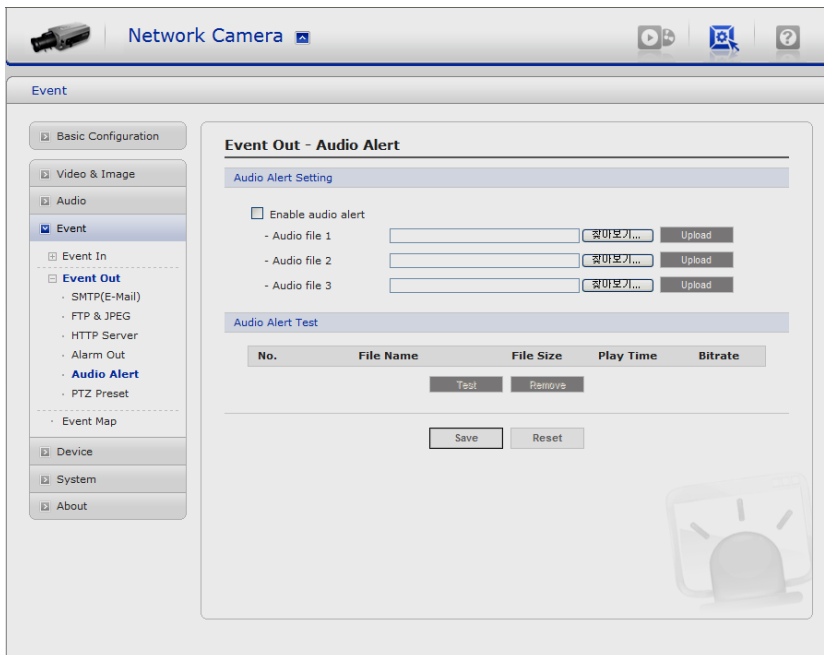 Network Camera
?
Event
Basic Configuration
Video & Image
Audio
Event
Event In
Event Out
SMTP(E-Mail)
FTP & JPEG
HTTP Server
Alarm Out
Audio Alert
PTZ Preset
Event Map
Device
System
About
Event Out - Audio Alert
Audio Alert Setting
Enable audio alert
- Audio file 1 찾아보기... Upload
- Audio file 2 찾아보기... Upload
- Audio file 3 찾아보기... Upload
Audio Alert Test
No. File Name File Size Play Time Bitrate
Test Remove
Save Reset